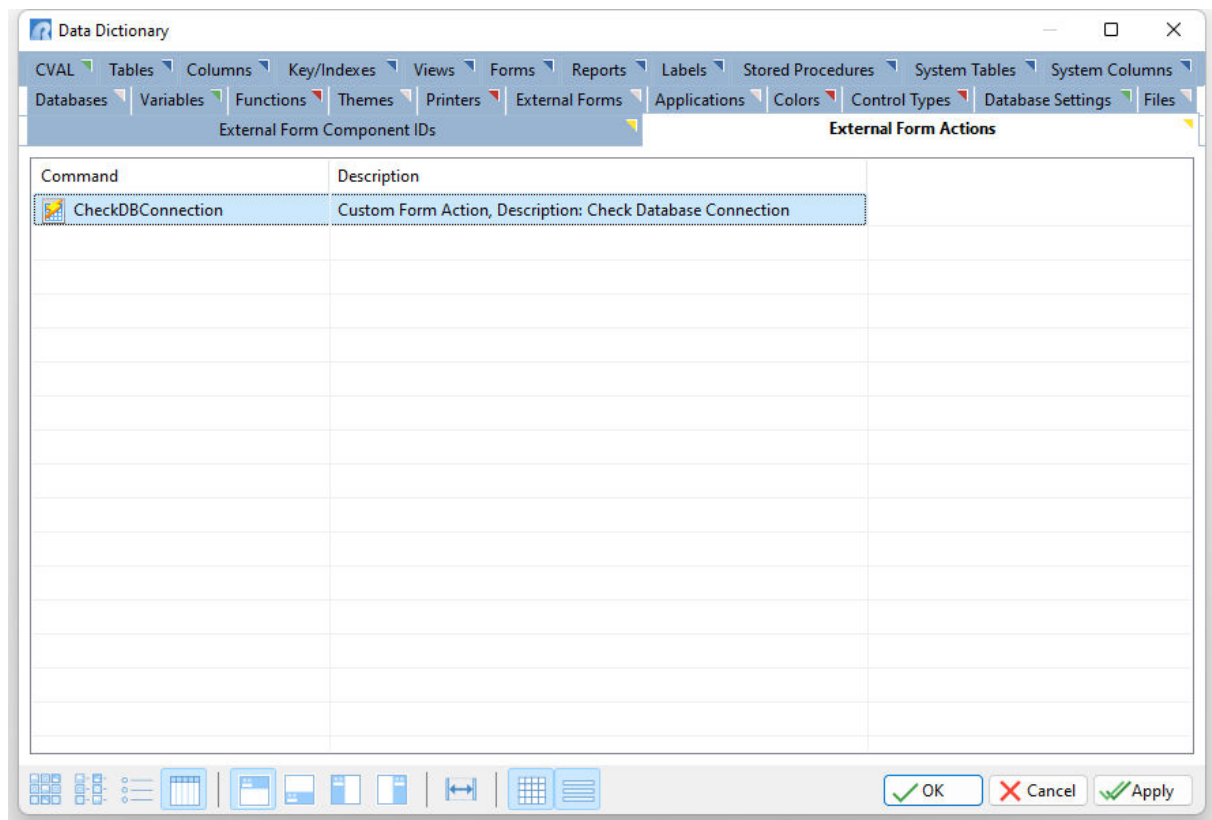 Data Dictionary
CVAL Tables Columns Key/Indexes Views Forms Reports Labels Stored Procedures System Tables System Columns
Databases Variables Functions Themes Printers External Forms Applications Colors Control Types Database Settings Files
External Form Component IDs External Form Actions
Command Description
CheckDBConnection Custom Form Action, Description: Check Database Connection
OK Cancel Apply